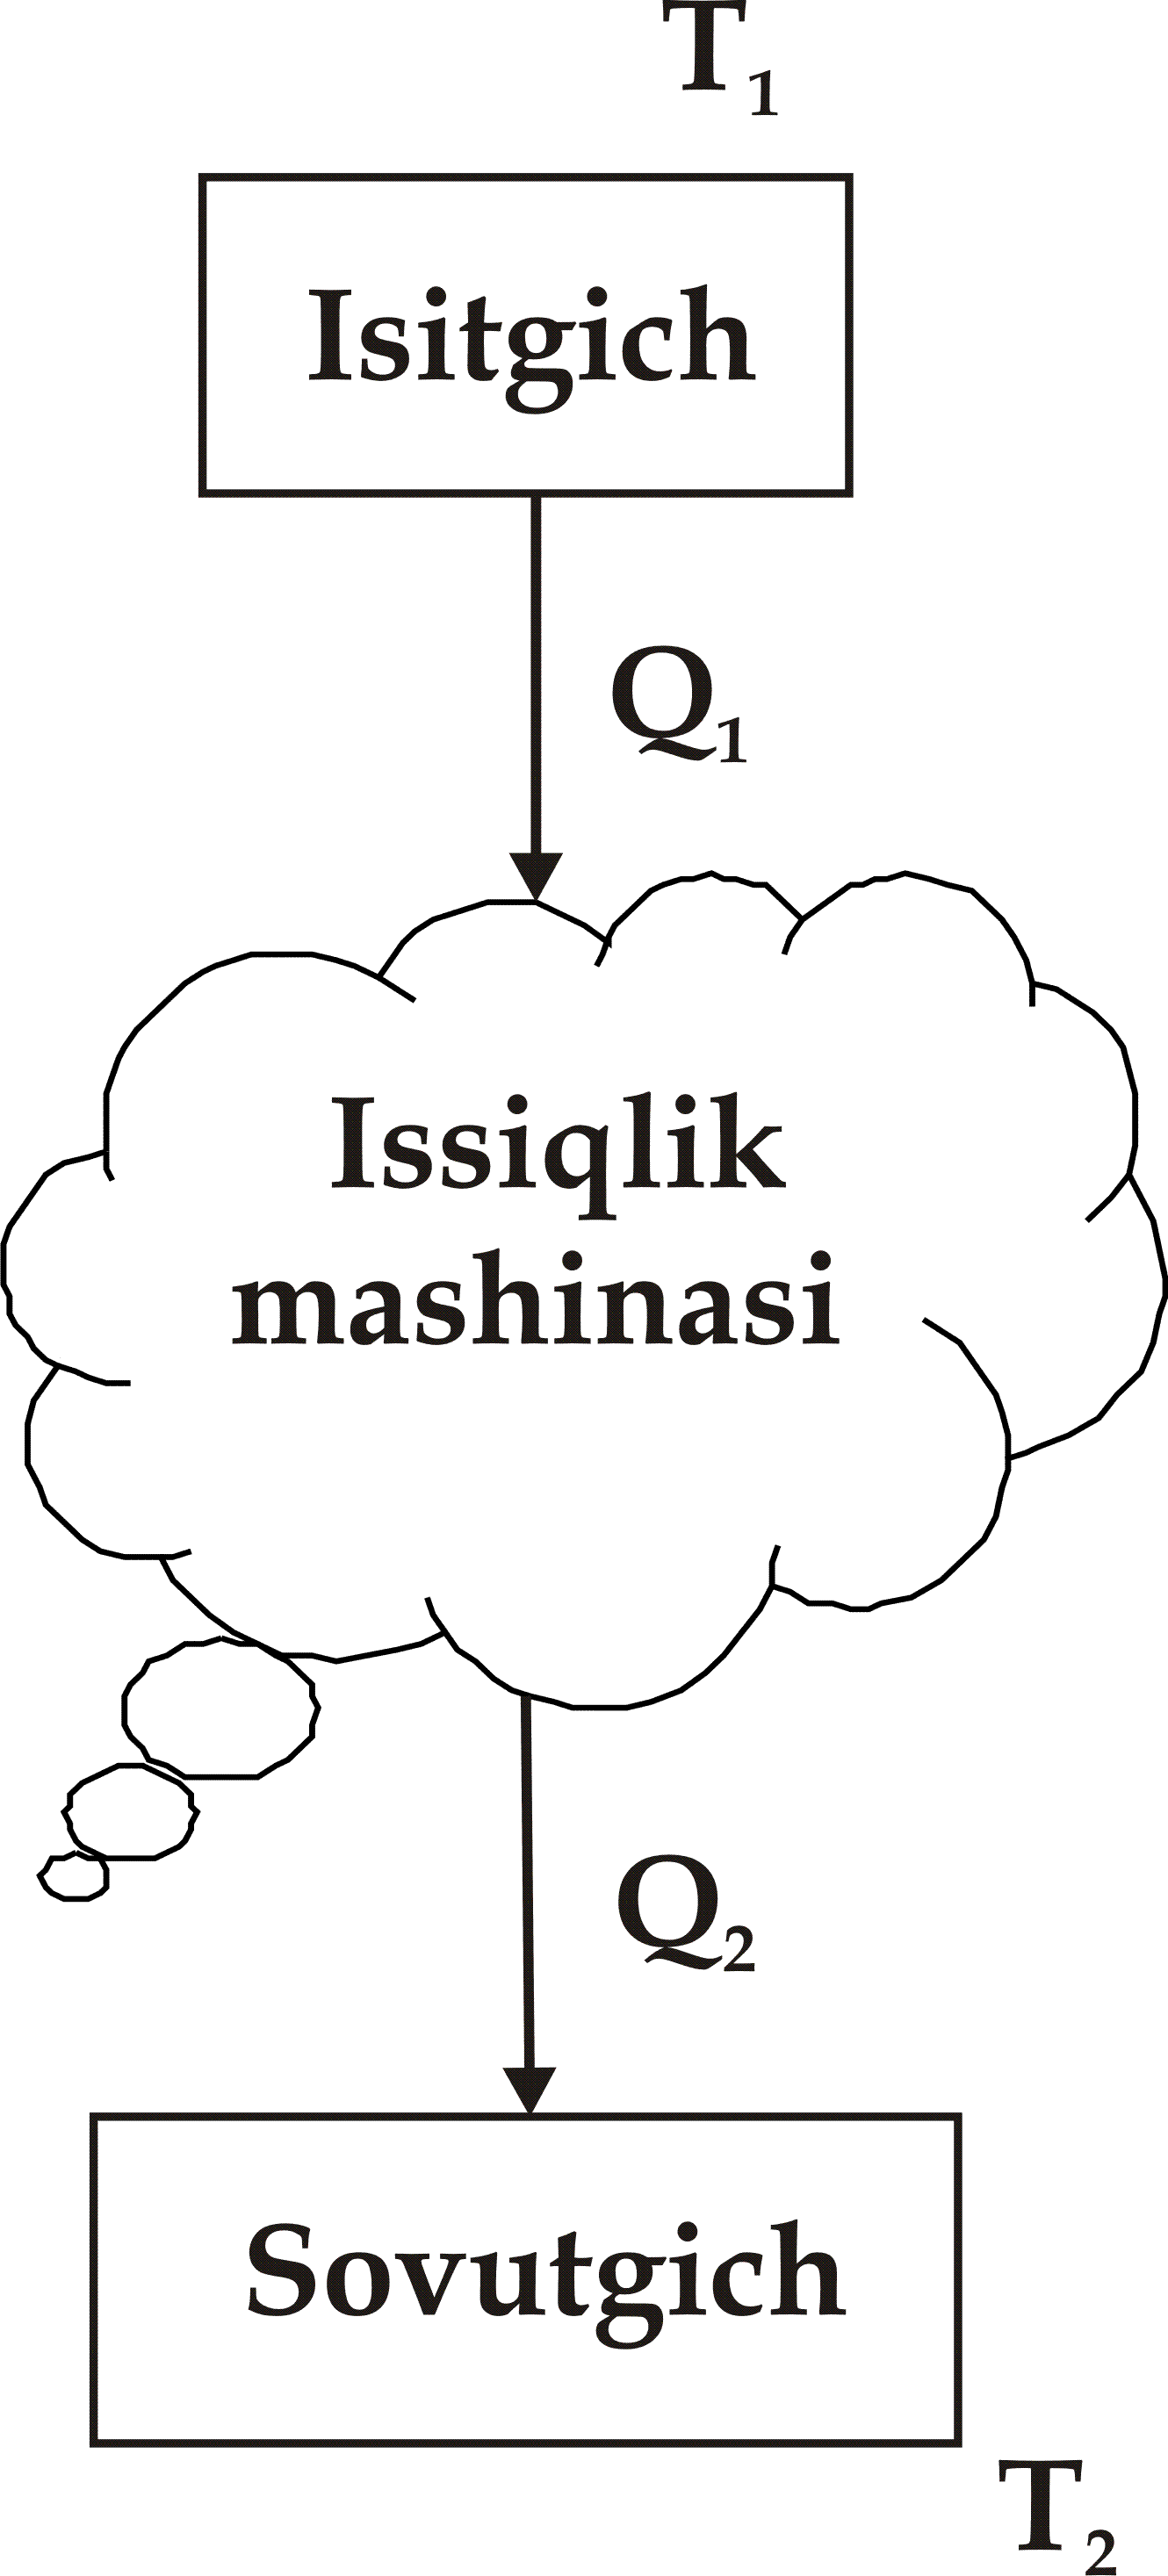 T₁
Isitgich
Q₁
Issiqlik
mashinasi
Q₂
Sovutgich
T₂